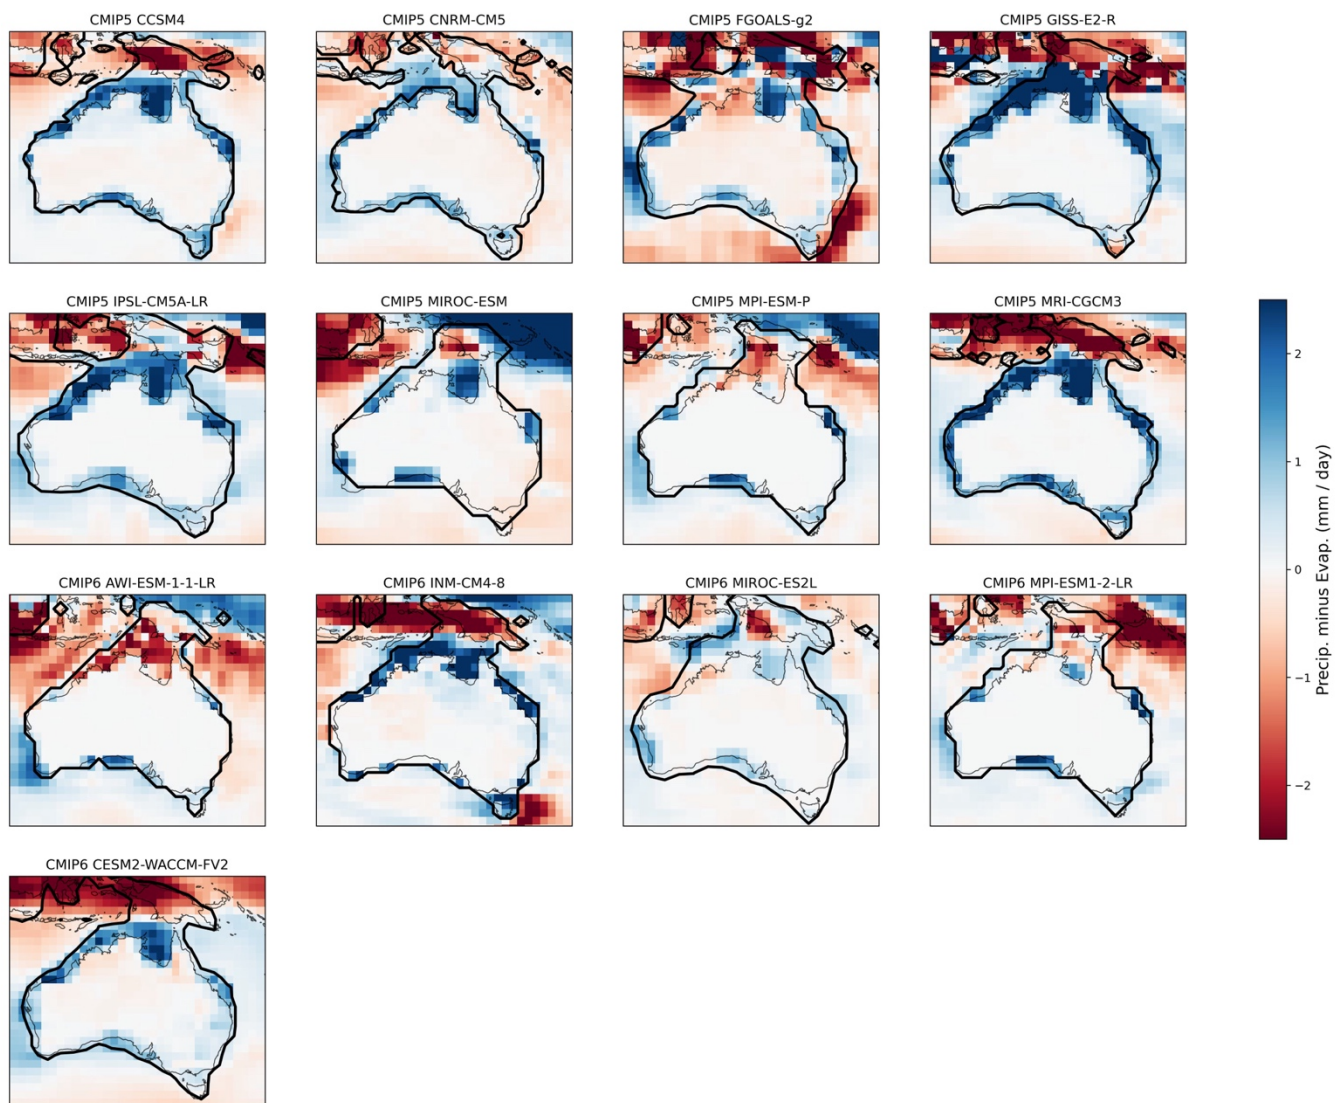 CMIP5 CCSM4
CMIP5 CNRM-CM5
CMIP5 FGOALS-g2
CMIP5 GISS-E2-R
CMIP5 IPSL-CM5A-LR
CMIP5 MIROC-ESM
CMIP5 MPI-ESM-P
CMIP5 MRI-CGCM3
CMIP6 AWI-ESM-1-1-LR
CMIP6 INM-CM4-8
CMIP6 MIROC-ES2L
CMIP6 MPI-ESM1-2-LR
CMIP6 CESM2-WACCM-FV2
2
1
0
−1
−2
Precip. minus Evap. (mm / day)